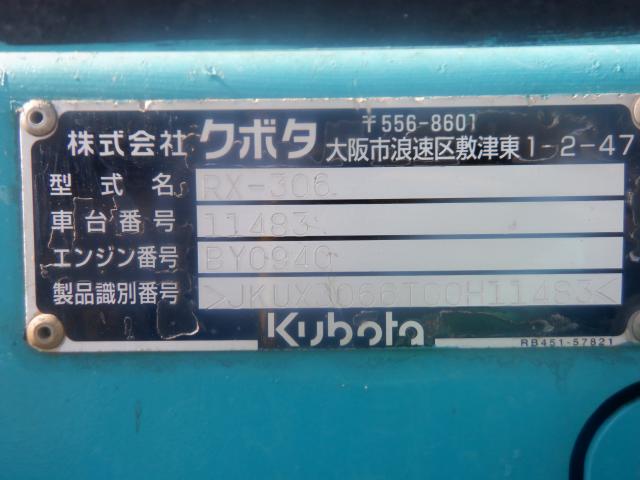 株式会社 クボタ 〒556-8601
大阪市浪速区敷津東1-2-47
型式名 RX-306
車台番号 11483
エンジン番号 BY0940
製品識別番号 >JKUX3066TC0H11483<
Kubota
RB451-57821